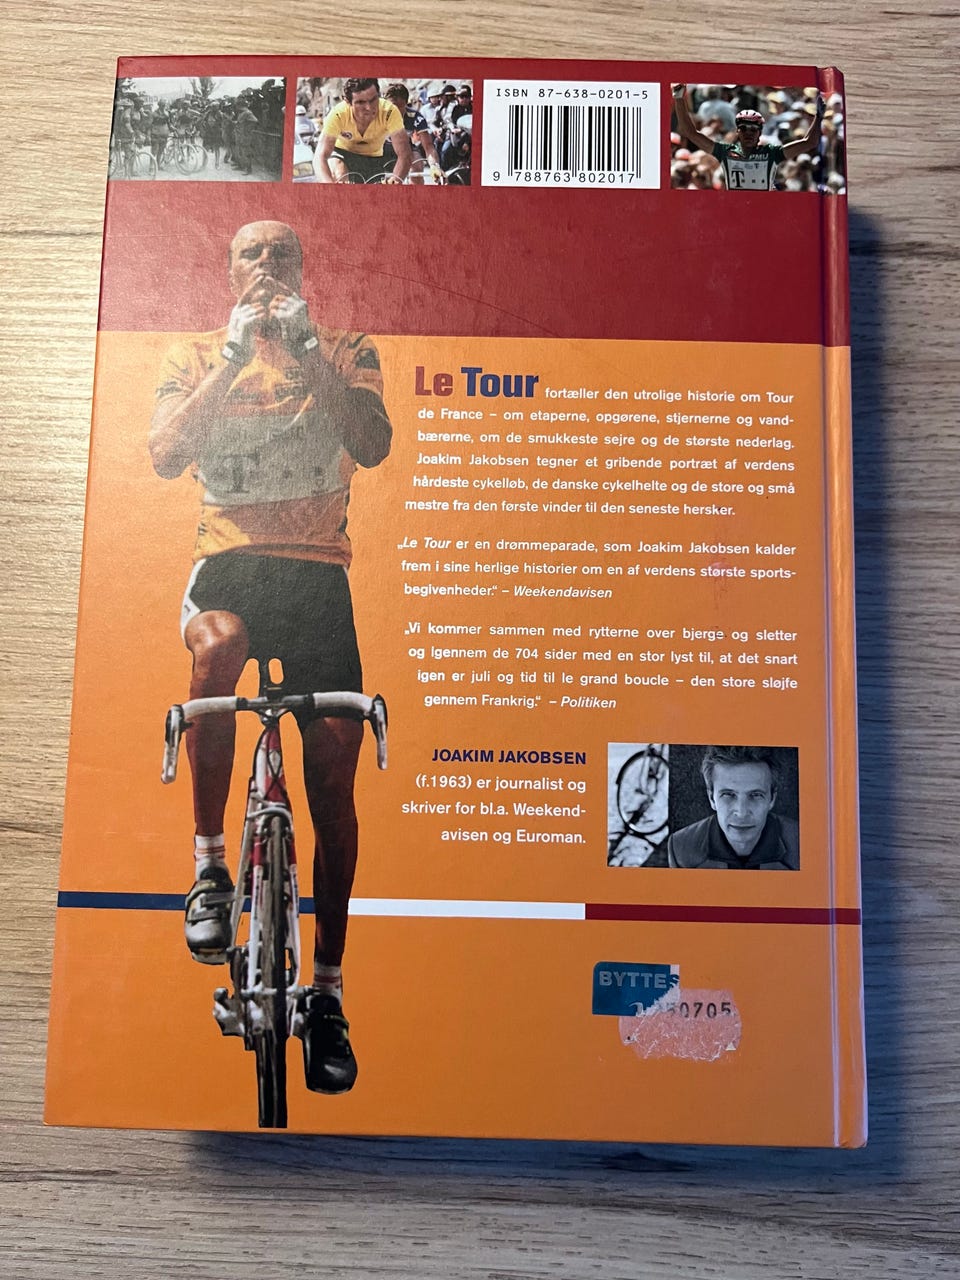 ISBN 87-638-0201-5
9 788763 802017
PMU
T
T
Le Tour fortæller den utrolige historie om Tour
de France – om etaperne, opgørene, stjernerne og vand-
bærerne, om de smukkeste sejre og de største nederlag.
Joakim Jakobsen tegner et gribende portræt af verdens
hårdeste cykelløb, de danske cykelhelte og de store og små
mestre fra den første vinder til den seneste hersker.
„Le Tour er en drømmeparade, som Joakim Jakobsen kalder
frem i sine herlige historier om en af verdens største sports-
begivenheder.“ – Weekendavisen
„Vi kommer sammen med rytterne over bjerge og sletter
og igennem de 704 sider med en stor lyst til, at det snart
igen er juli og tid til le grand boucle – den store sløjfe
gennem Frankrig.“ – Politiken
JOAKIM JAKOBSEN
(f.1963) er journalist og
skriver for bl.a. Weekend-
avisen og Euroman.
BYTTES
50705